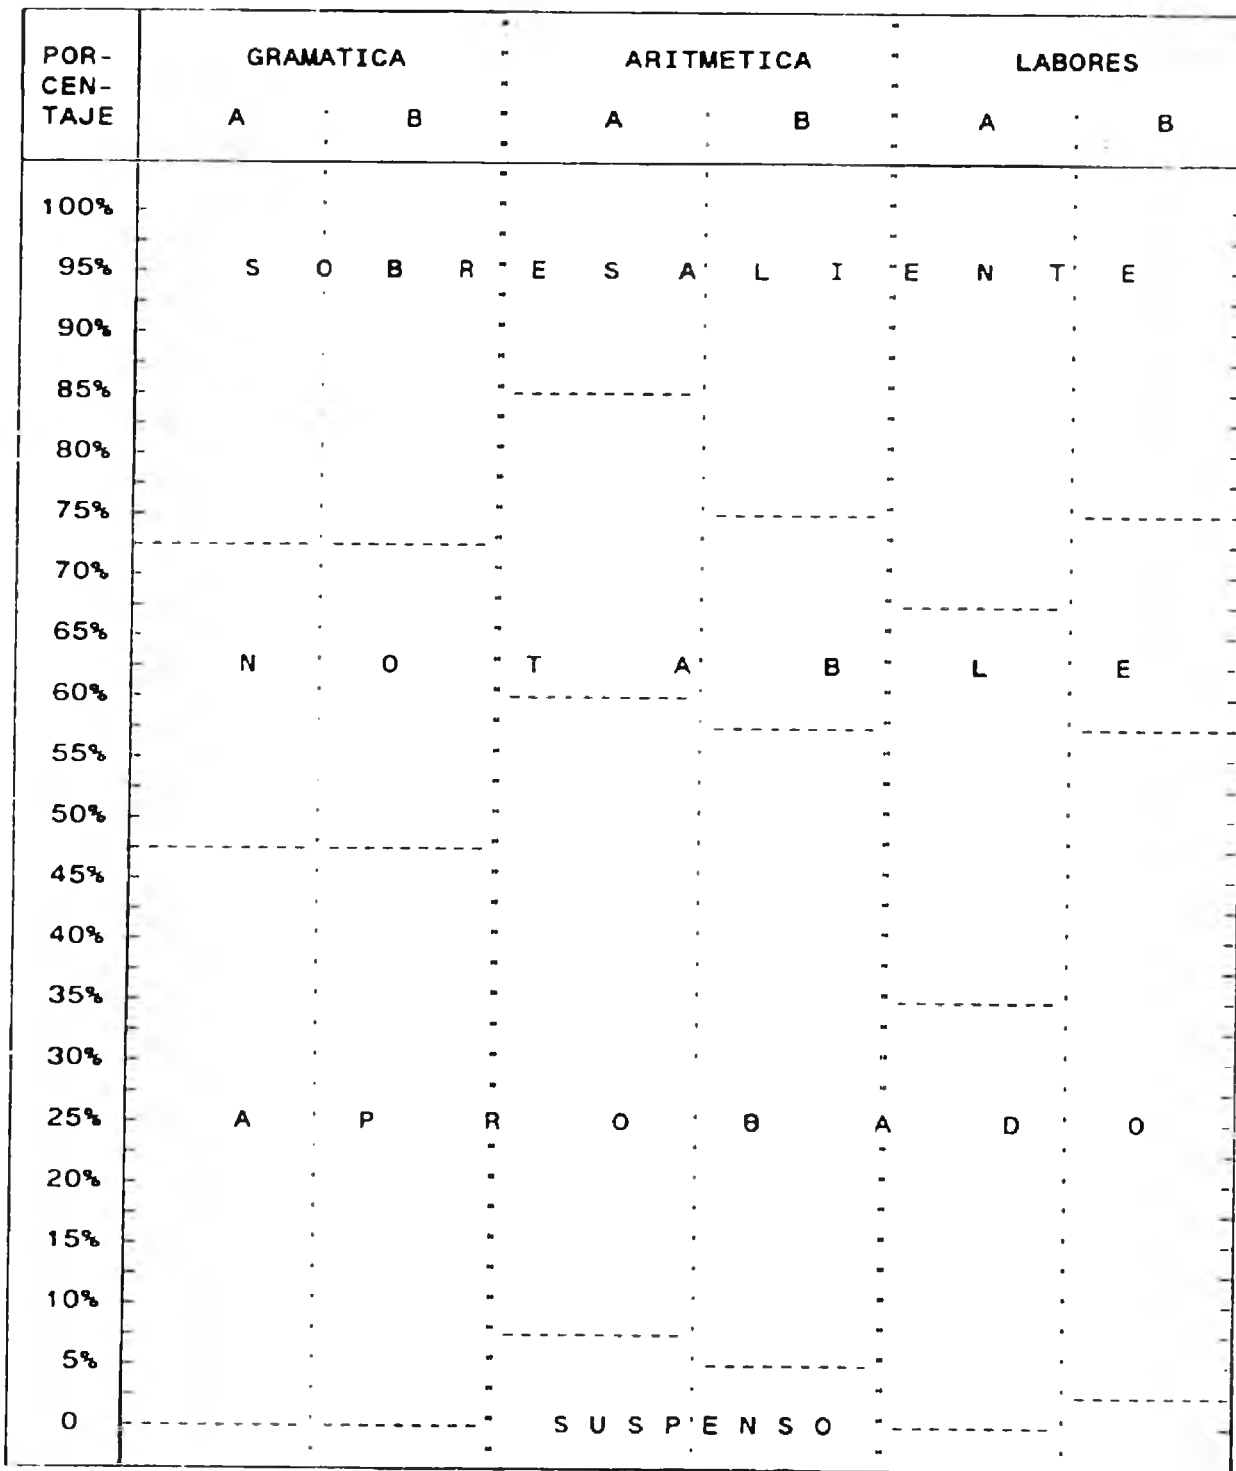 POR-
CEN-
TAJE
GRAMATICA ARITMETICA LABORES
A B A B A B
100%
95% S O B R E S A L I E N T E
90%
85%
80%
75%
70%
65%
N O T A B L E
60%
55%
50%
45%
40%
35%
30%
25% A P R O B A D O
20%
15%
10%
5%
0 S U S P E N S O